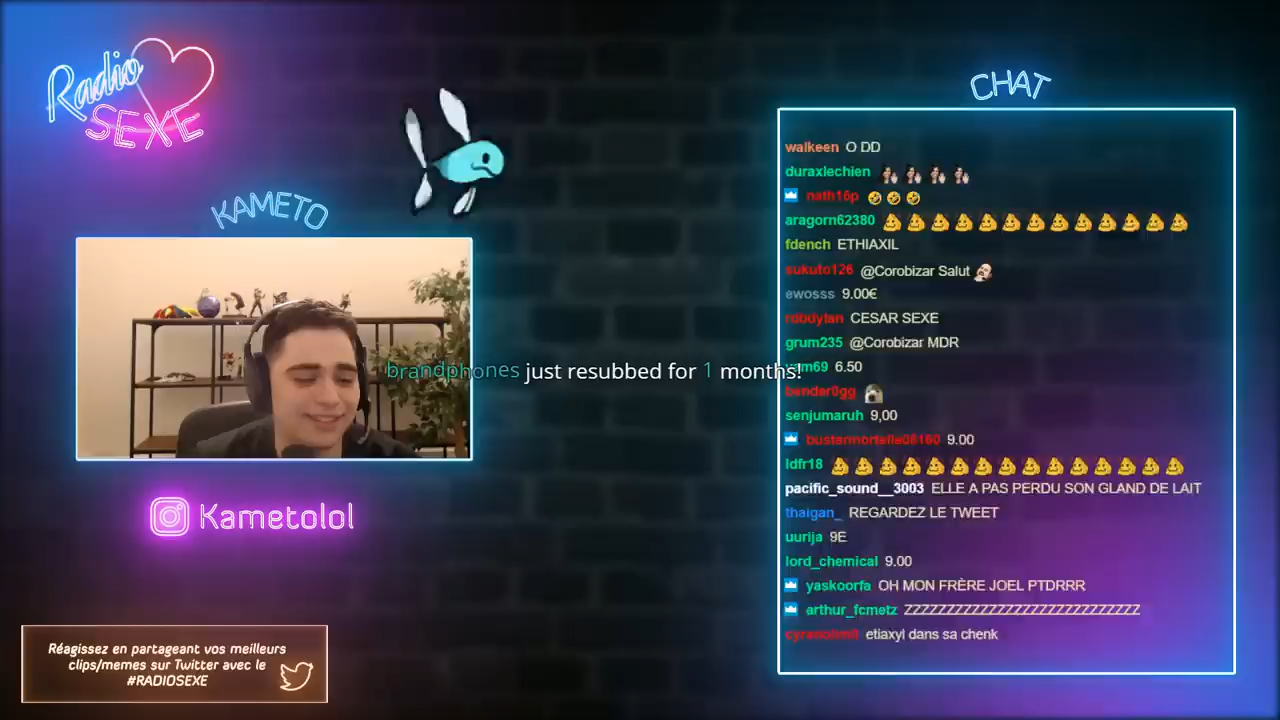 Radio
SEXE
KAMETO
brandphones just resubbed for 1 months!
Kametolol
Réagissez en partageant vos meilleurs
clips/memes sur Twitter avec le
#RADIOSEXE
CHAT
walkeen O DD
duraxlechien
nath16p
aragorn62380
fdench ETHIAXIL
sukuto126 @Corobizar Salut
ewosss 9.00€
rdbdylan CESAR SEXE
grum235 @Corobizar MDR
6.50
bender0gg
senjumaruh 9,00
bustermortelle08160 9.00
ldfr18
pacific_sound__3003 ELLE A PAS PERDU SON GLAND DE LAIT
thaigan_ REGARDEZ LE TWEET
uurija 9E
lord_chemical 9.00
yaskoorfa OH MON FRÈRE JOEL PTDRRR
arthur_fcmetz ZZZZZZZZZZZZZZZZZZZZZZZZZZZZ
etiaxyl dans sa chenk